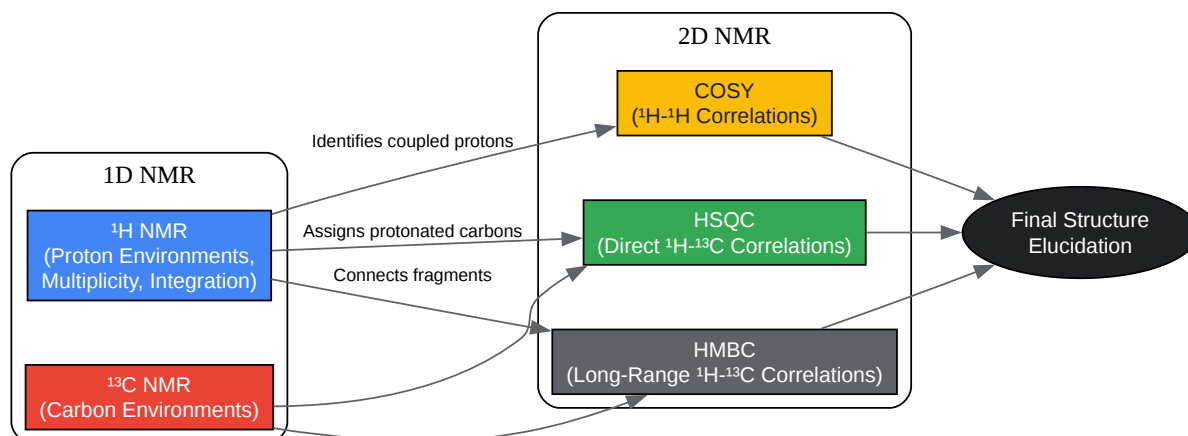 1D NMR
¹H NMR
(Proton Environments,
Multiplicity, Integration)
¹³C NMR
(Carbon Environments)
Identifies coupled protons
Assigns protonated carbons
Connects fragments
2D NMR
COSY
(¹H-¹H Correlations)
HSQC
(Direct ¹H-¹³C Correlations)
HMBC
(Long-Range ¹H-¹³C Correlations)
Final Structure
Elucidation